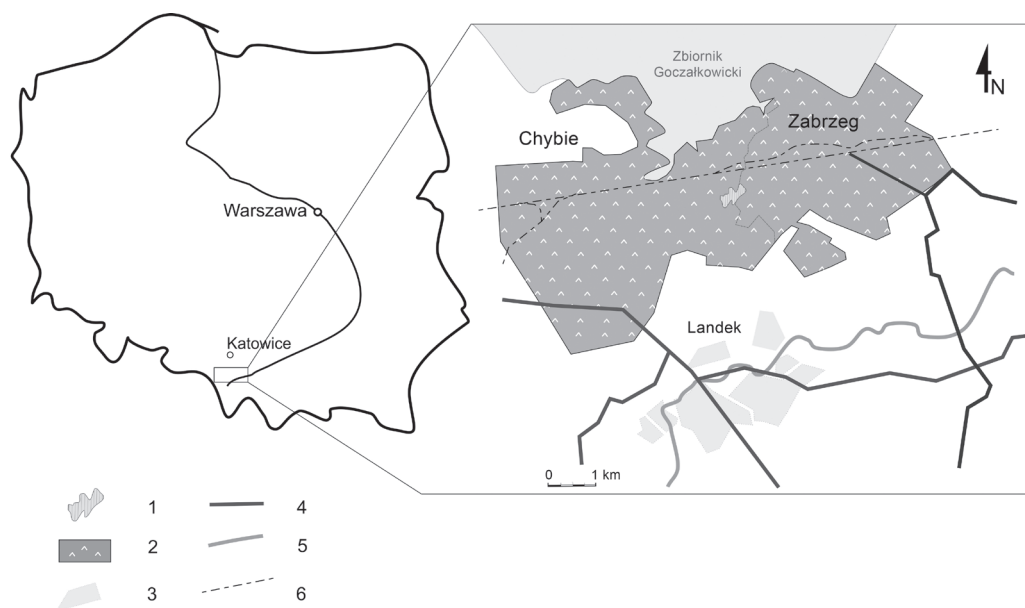 Zbiornik
Goczałkowicki
N
Chybie
Zabrzeg
Warszawa
Katowice
Landek
0 1 km
1 4
2 5
3 6